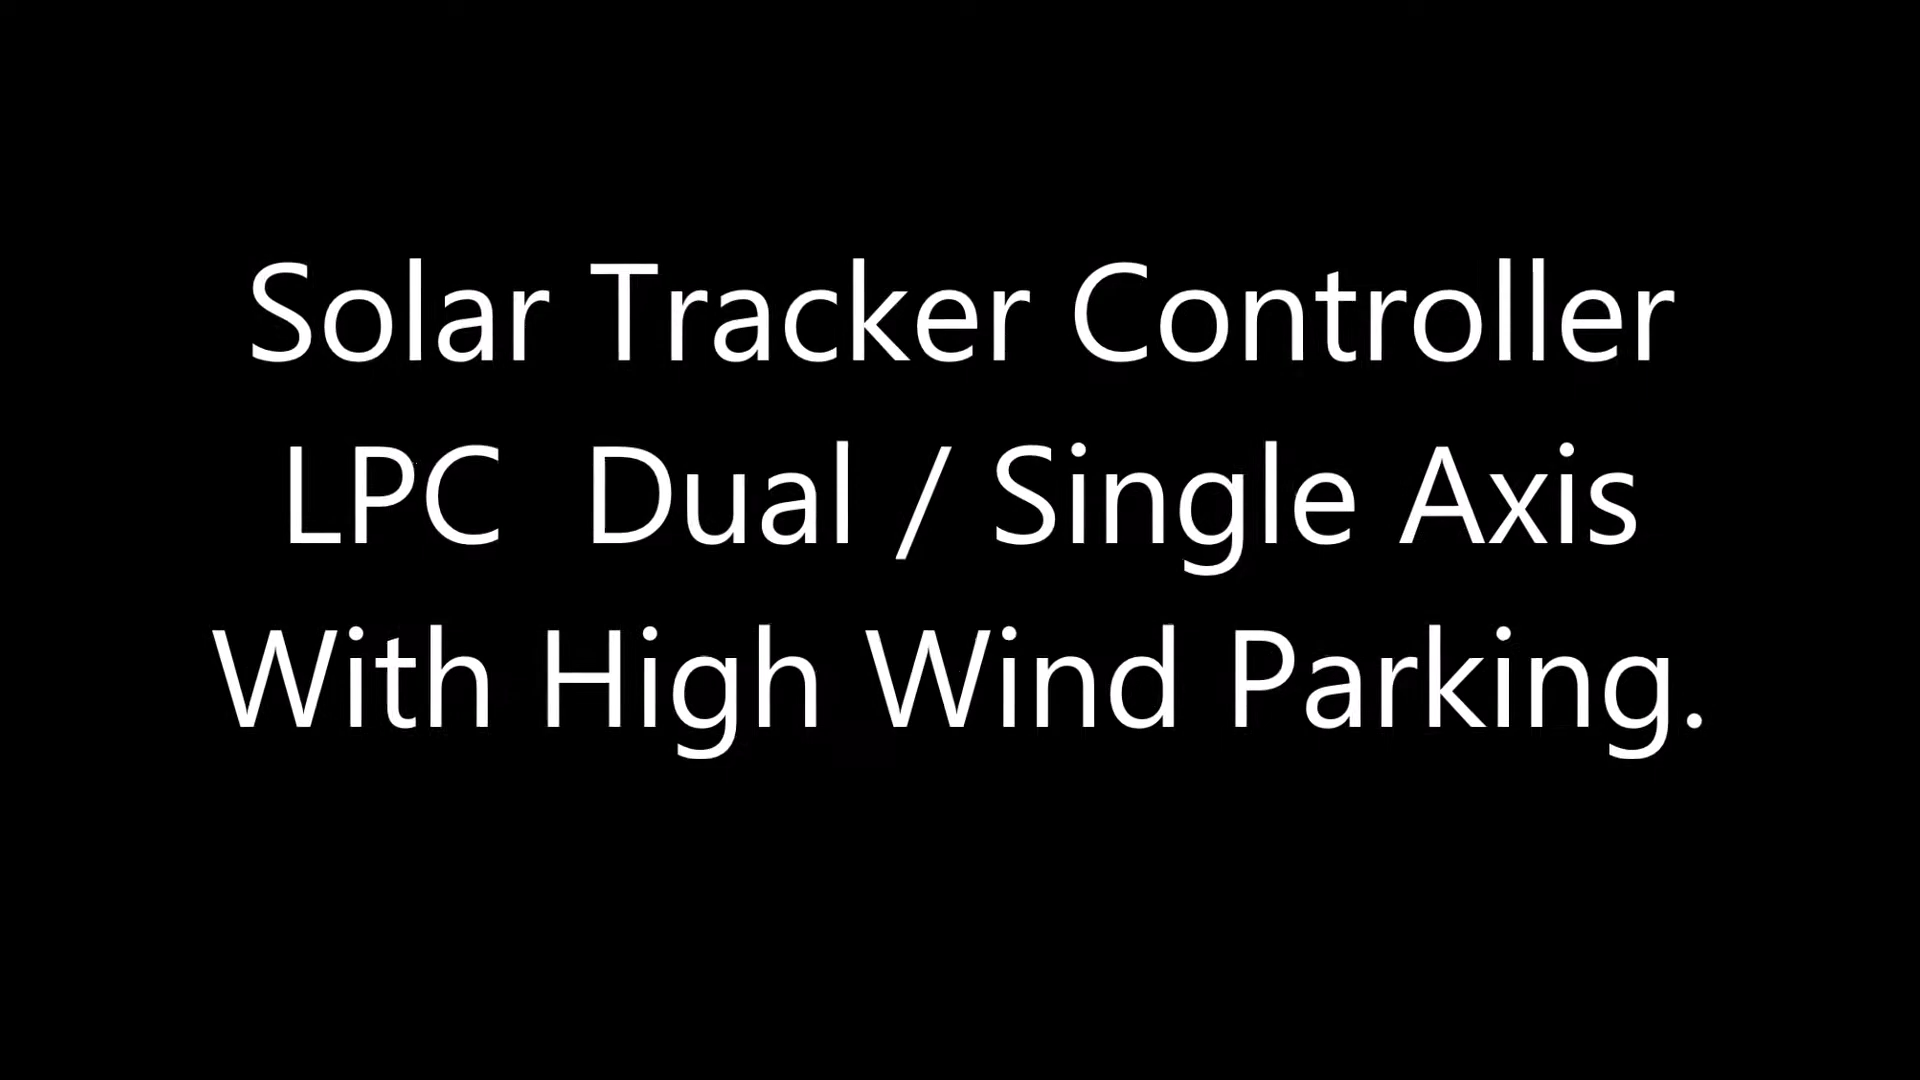 Solar Tracker Controller
LPC  Dual / Single Axis
With High Wind Parking.